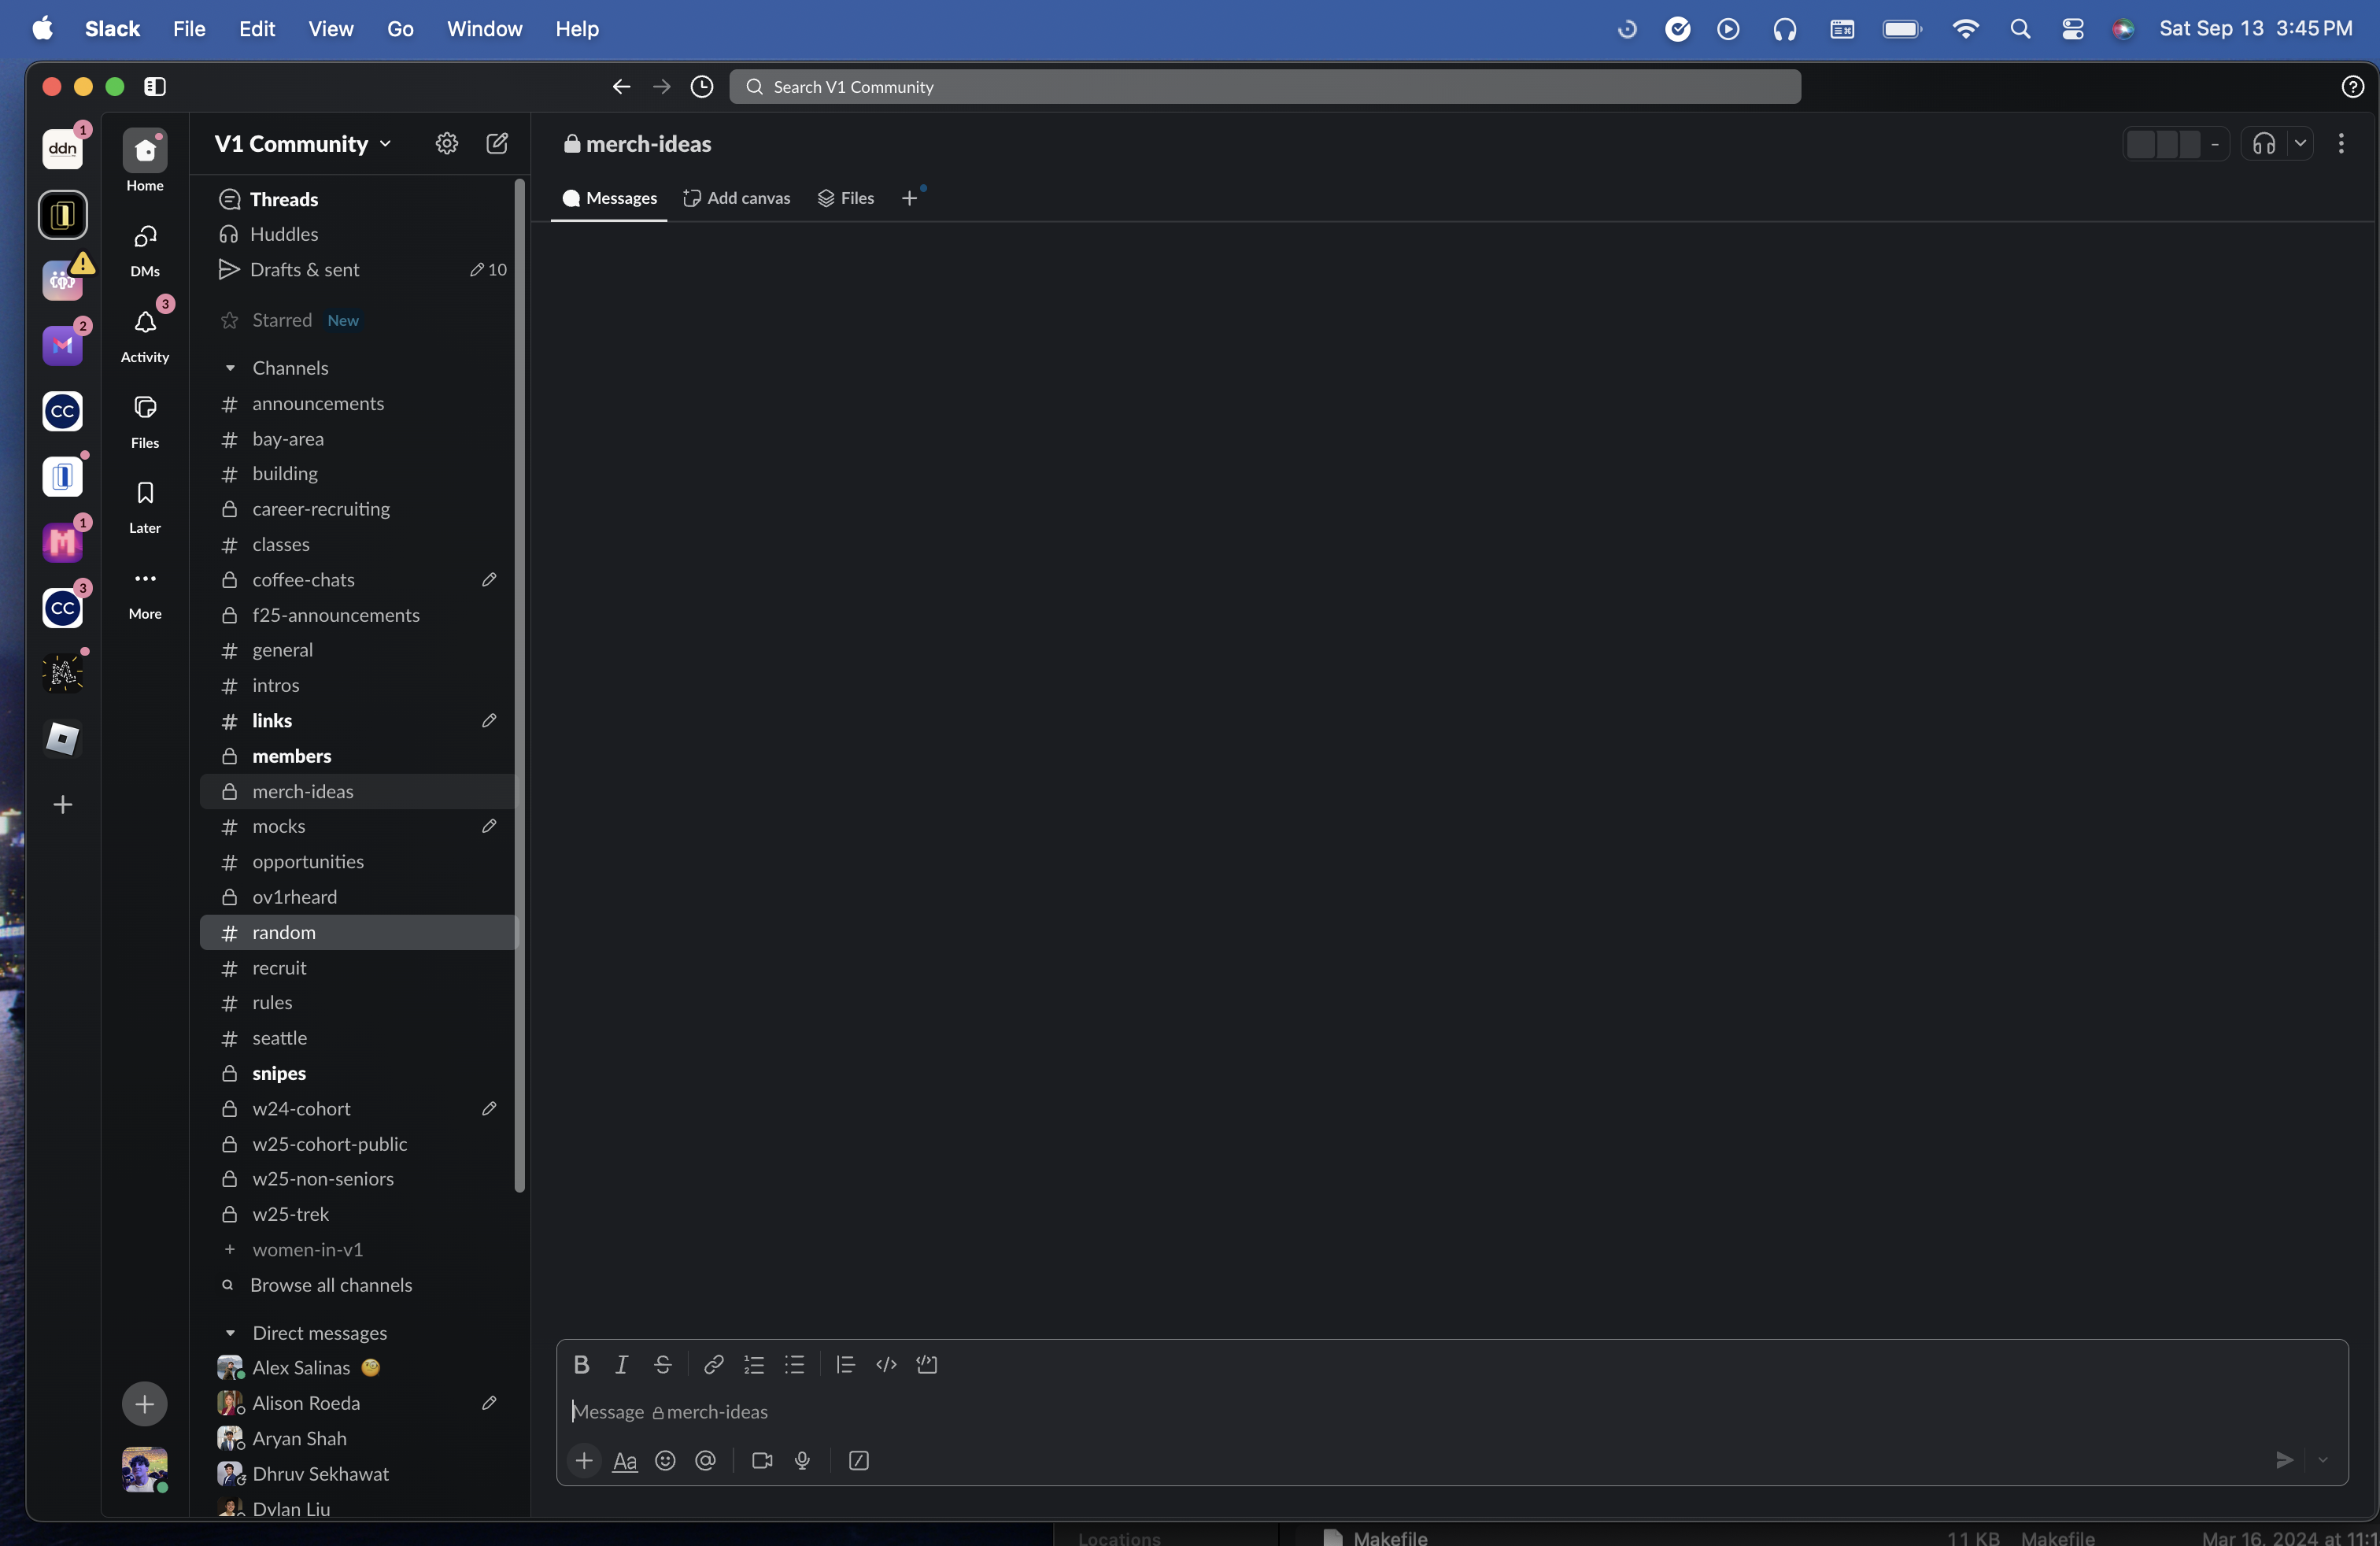 Slack File Edit View Go Window Help Sat Sep 13 3:45 PM
Search V1 Community
ddn
1
2
CC
M
1
CC
3
Home
DMs
3
Activity
Files
Later
More
V1 Community
Threads
Huddles
Drafts & sent 10
Starred New
Channels
# announcements
# bay-area
# building
career-recruiting
# classes
coffee-chats
f25-announcements
# general
# intros
# links
members
merch-ideas
# mocks
# opportunities
ov1rheard
# random
# recruit
# rules
# seattle
snipes
w24-cohort
w25-cohort-public
w25-non-seniors
w25-trek
+ women-in-v1
Browse all channels
Direct messages
Alex Salinas
Alison Roeda
Aryan Shah
Dhruv Sekhawat
Dylan Liu
merch-ideas
-
Messages Add canvas Files +
Message merch-ideas
Aa
Locations Makefile 11 KB Makefile Mar 16, 2024 at 11:1